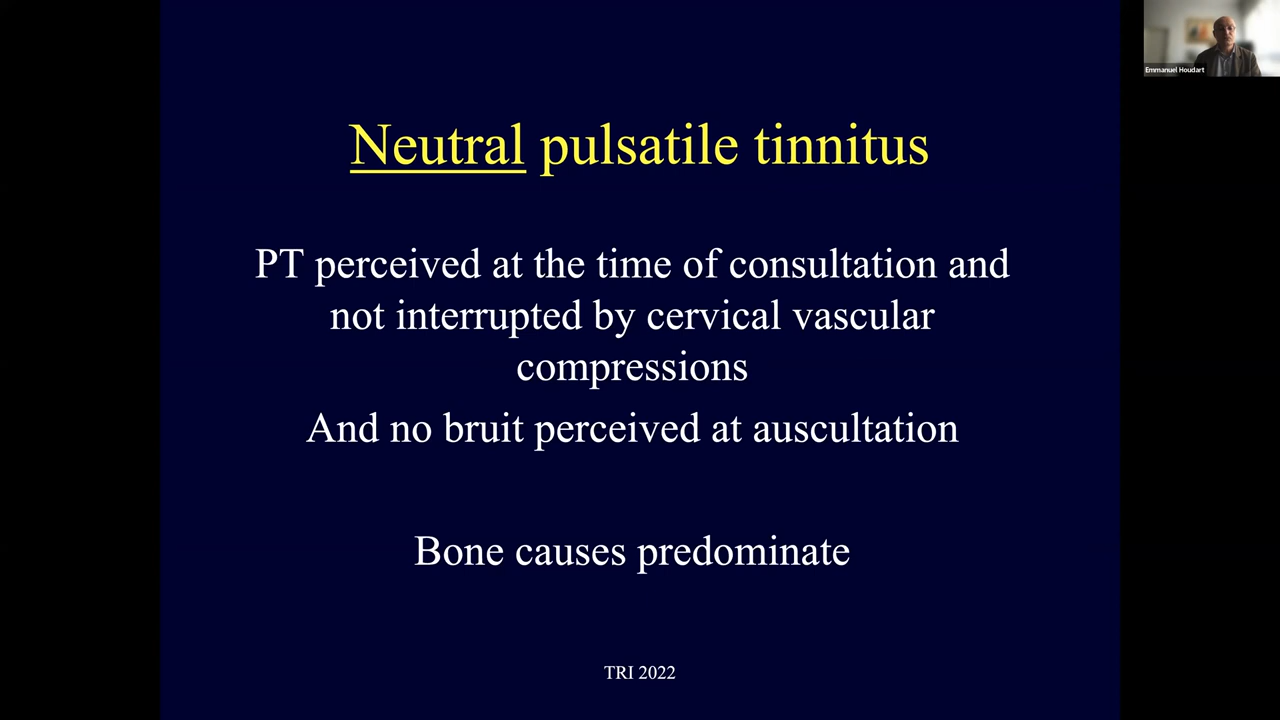 Emmanuel Houdart
Neutral pulsatile tinnitus
PT perceived at the time of consultation and
not interrupted by cervical vascular
compressions
And no bruit perceived at auscultation
Bone causes predominate
TRI 2022